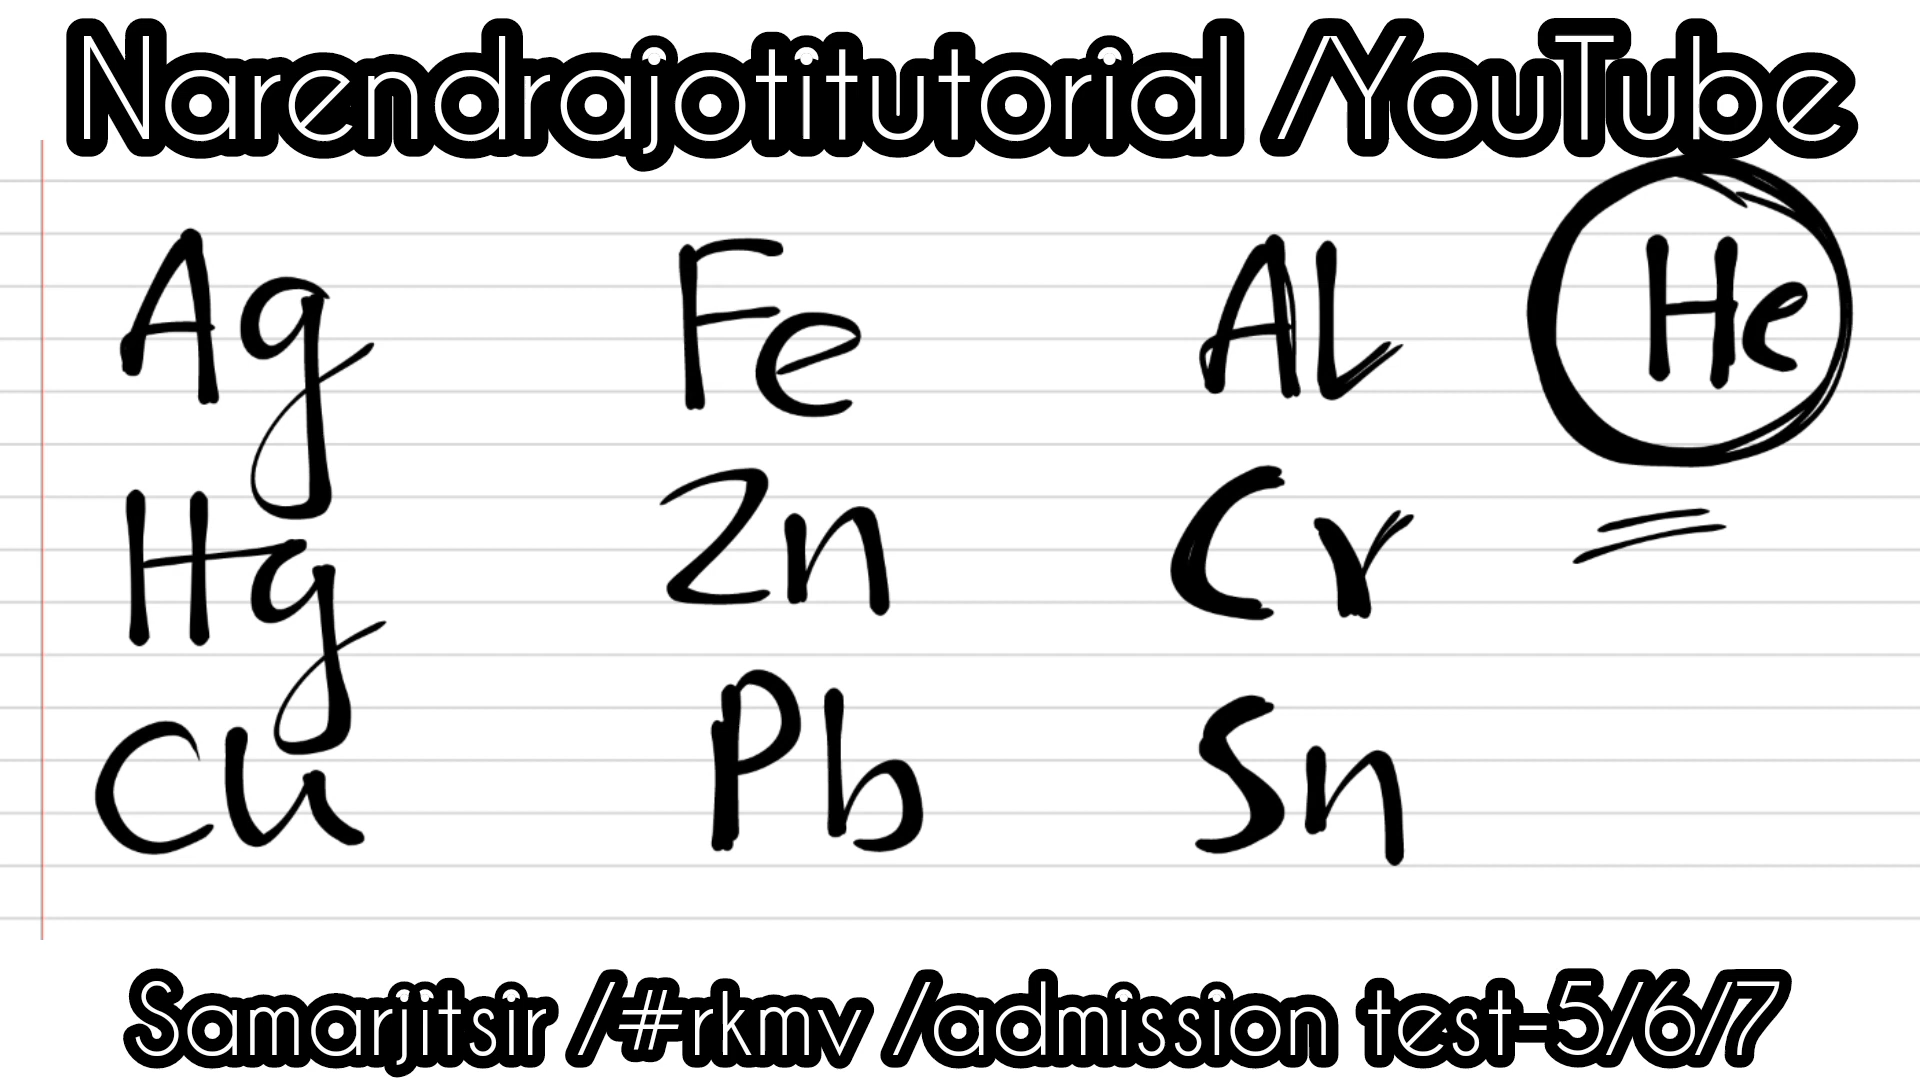 Narendrajotitutorial /YouTube
Ag Fe Al He
Hg Zn Cr =
Cu Pb Sn
Samarjitsir /#rkmv /admission test=5/6/7